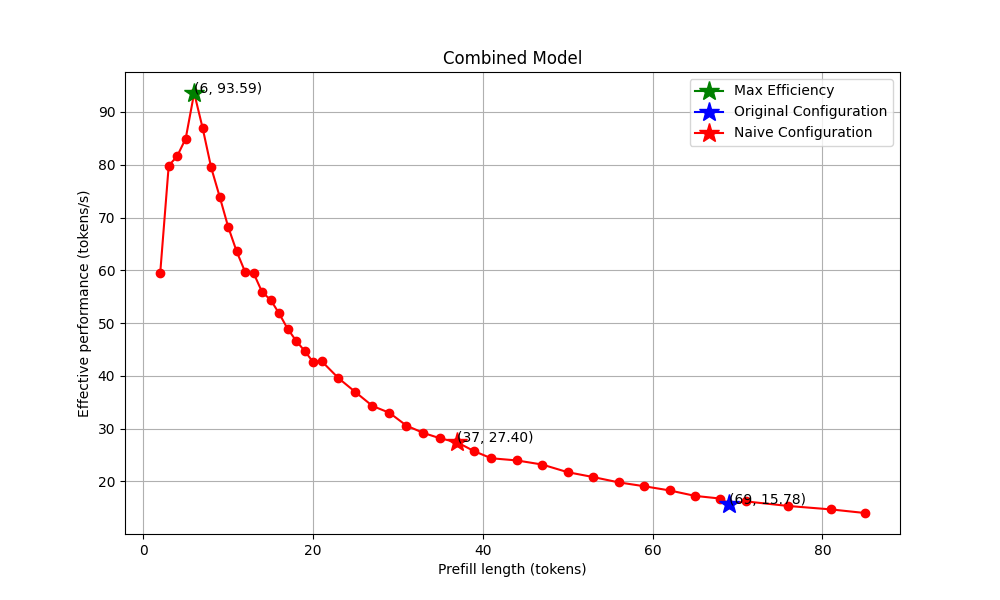 Combined Model
(6, 93.59)
Max Efficiency
Original Configuration
Naive Configuration
90
80
70
60
50
40
30
20
Effective performance (tokens/s)
(37, 27.40)
(69, 15.78)
0
20
40
60
80
Prefill length (tokens)